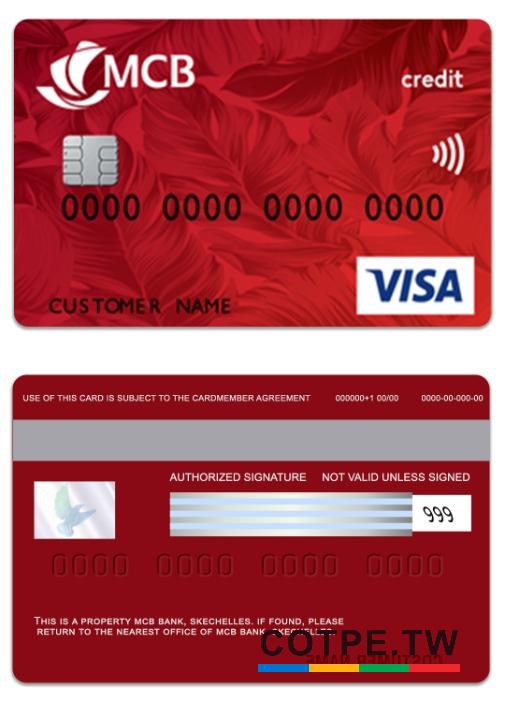 MCB
credit
0000 0000 0000 0000
VISA
CUSTOMER NAME
USE OF THIS CARD IS SUBJECT TO THE CARDMEMBER AGREEMENT 000000+1 00/00 0000-00-000-00
AUTHORIZED SIGNATURE NOT VALID UNLESS SIGNED
999
0000 0000 0000 0000
THIS IS A PROPERTY MCB BANK, SKECHELLES. IF FOUND, PLEASE
RETURN TO THE NEAREST OFFICE OF MCB BANK, SKECHELLES.
COTPE.TW
COSTUMER NAME